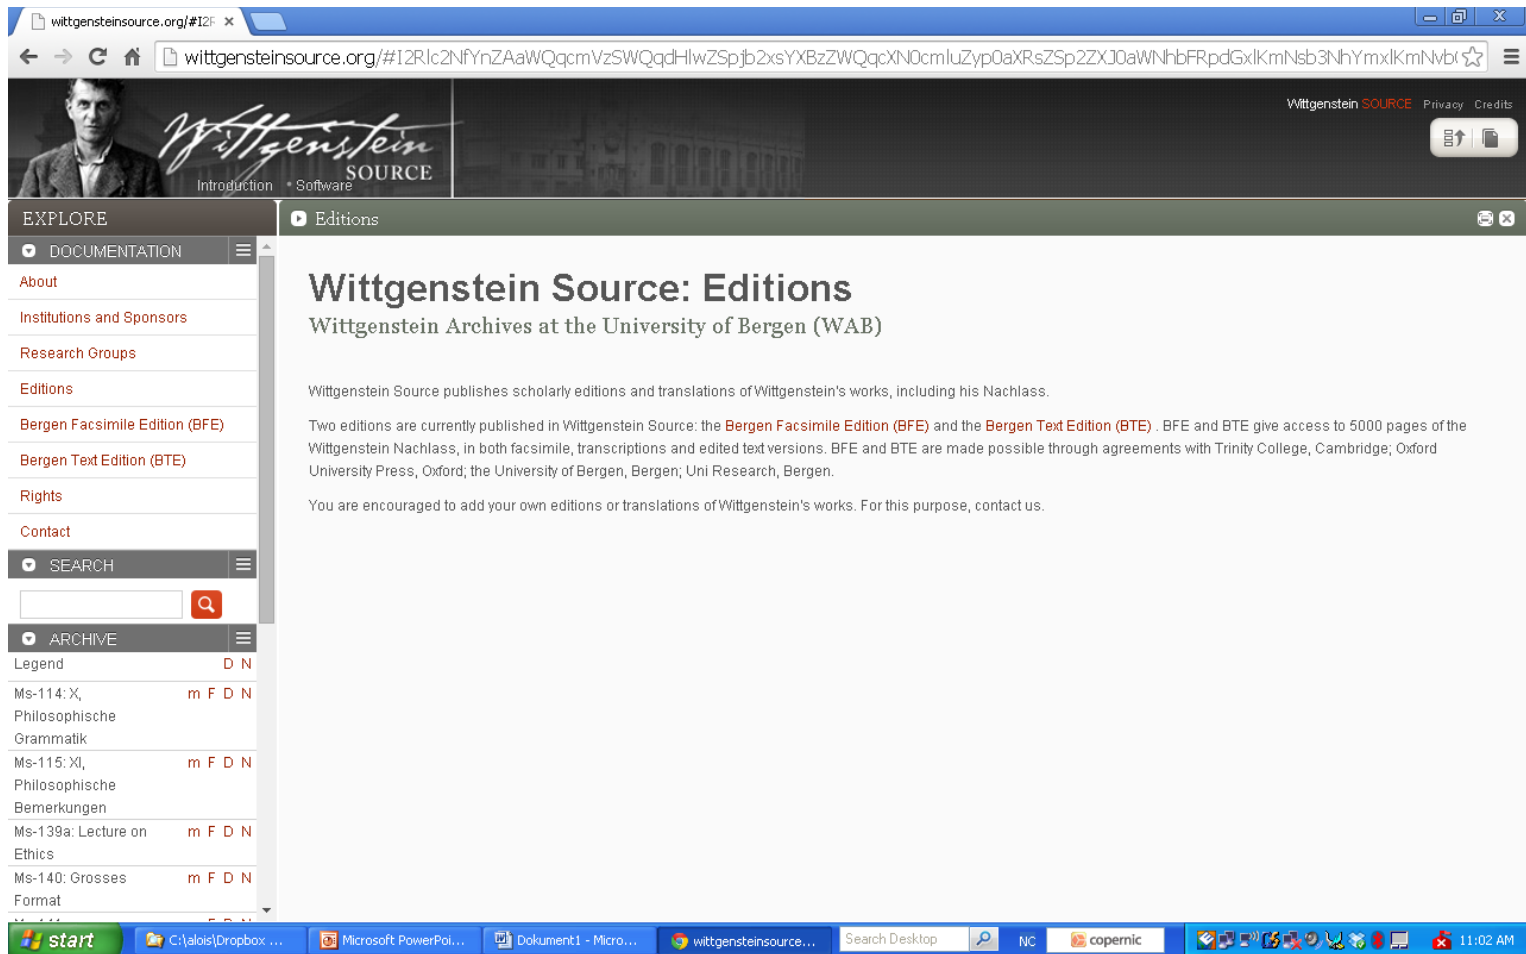 wittgensteinsource.org/#I2R
wittgensteinsource.org/#I2Rlc2NfYnZAaWQqcmVzSWQqdHlwZSpjb2xsYXBzZWQqcXN0cmluZyp0aXRsZSp2ZXJ0aWNhbFRpdGxlKmNsb3NhYmxlKmNvb
Wittgenstein SOURCE Privacy Credits
Wittgenstein
SOURCE
Introduction • Software
EXPLORE
Editions
DOCUMENTATION
About
Institutions and Sponsors
Research Groups
Editions
Bergen Facsimile Edition (BFE)
Bergen Text Edition (BTE)
Rights
Contact
SEARCH
ARCHIVE
Legend D N
Ms-114: X, m F D N
Philosophische
Grammatik
Ms-115: XI, m F D N
Philosophische
Bemerkungen
Ms-139a: Lecture on m F D N
Ethics
Ms-140: Grosses m F D N
Format
Wittgenstein Source: Editions
Wittgenstein Archives at the University of Bergen (WAB)
Wittgenstein Source publishes scholarly editions and translations of Wittgenstein's works, including his Nachlass.
Two editions are currently published in Wittgenstein Source: the Bergen Facsimile Edition (BFE) and the Bergen Text Edition (BTE) . BFE and BTE give access to 5000 pages of the
Wittgenstein Nachlass, in both facsimile, transcriptions and edited text versions. BFE and BTE are made possible through agreements with Trinity College, Cambridge; Oxford
University Press, Oxford; the University of Bergen, Bergen; Uni Research, Bergen.
You are encouraged to add your own editions or translations of Wittgenstein's works. For this purpose, contact us.
start C:\alois\Dropbox ... Microsoft PowerPoi... Dokument1 - Micro... wittgensteinsource... Search Desktop NC copernic 11:02 AM